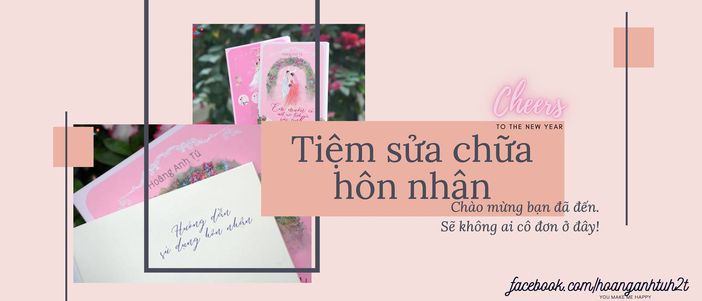 Cheers
TO THE NEW YEAR
Tiệm sửa chữa
hôn nhân
Chào mừng bạn đã đến.
Sẽ không ai cô đơn ở đây!
Hoàng Anh Tú
Hướng dẫn
sử dụng hôn nhân
facebook.com/hoanganhtuh2t
YOU MAKE ME HAPPY